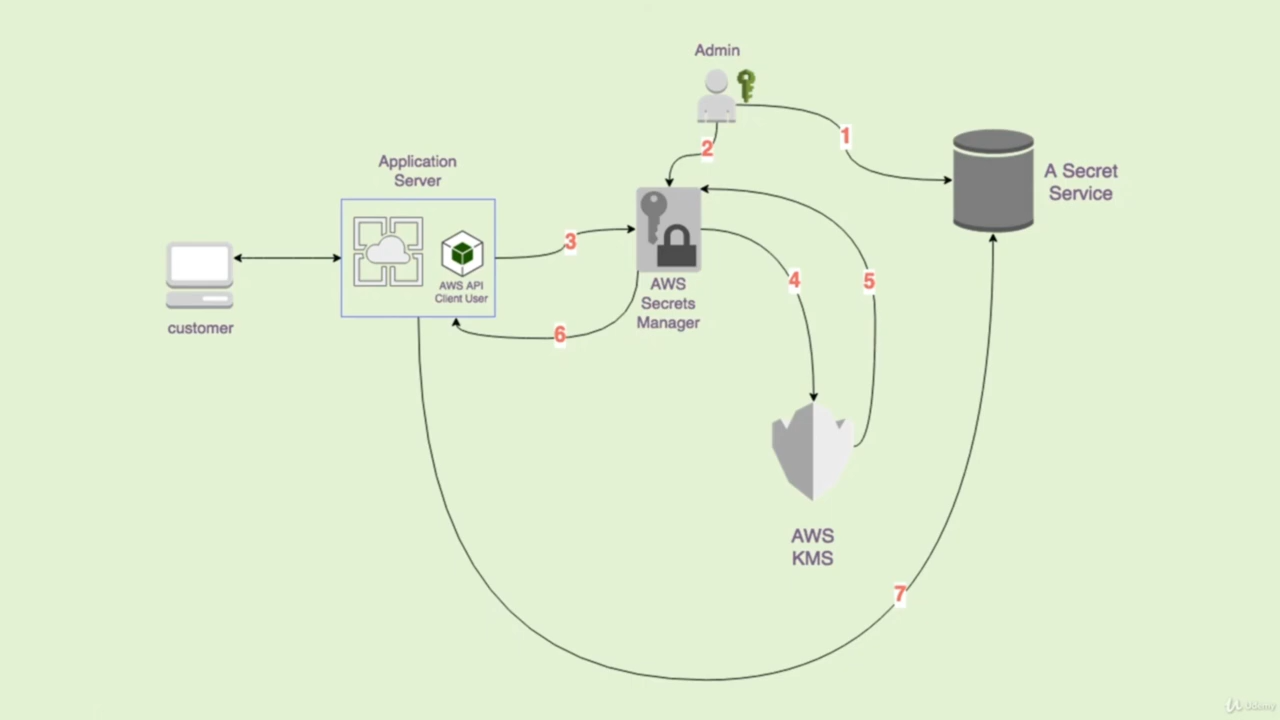 Admin
1
2
Application
Server
A Secret
Service
3
AWS API
Client User
AWS
Secrets
Manager
4
5
6
customer
AWS
KMS
7
Udemy